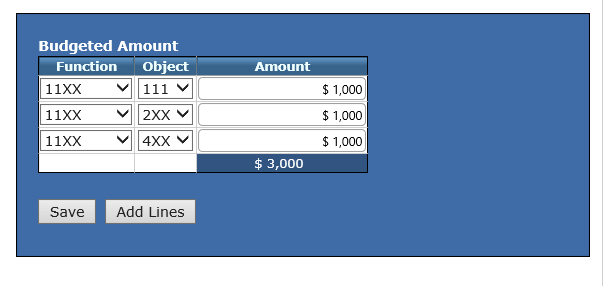 Budgeted Amount
Function Object Amount
11XX 111 $ 1,000
11XX 2XX $ 1,000
11XX 4XX $ 1,000
$ 3,000
Save Add Lines